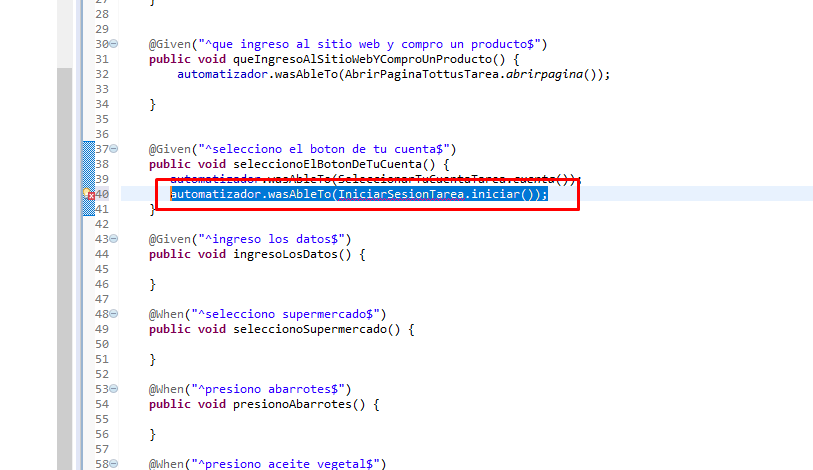 27 }
28
29
30 @Given("^que ingreso al sitio web y compro un producto$")
31 public void queIngresoAlSitioWebYComproUnProducto() {
32 automatizador.wasAbleTo(AbrirPaginaTottusTarea.abrirpagina());
33
34 }
35
36
37 @Given("^selecciono el boton de tu cuenta$")
38 public void seleccionoElBotonDeTuCuenta() {
39 automatizador.wasAbleTo(SeleccionarTuCuentaTarea.cuenta());
40 automatizador.wasAbleTo(IniciarSesionTarea.iniciar());
41 }
42
43 @Given("^ingreso los datos$")
44 public void ingresoLosDatos() {
45
46 }
47
48 @When("^selecciono supermercado$")
49 public void seleccionoSupermercado() {
50
51 }
52
53 @When("^presiono abarrotes$")
54 public void presionoAbarrotes() {
55
56 }
57
58 @When("^presiono aceite vegetal$")